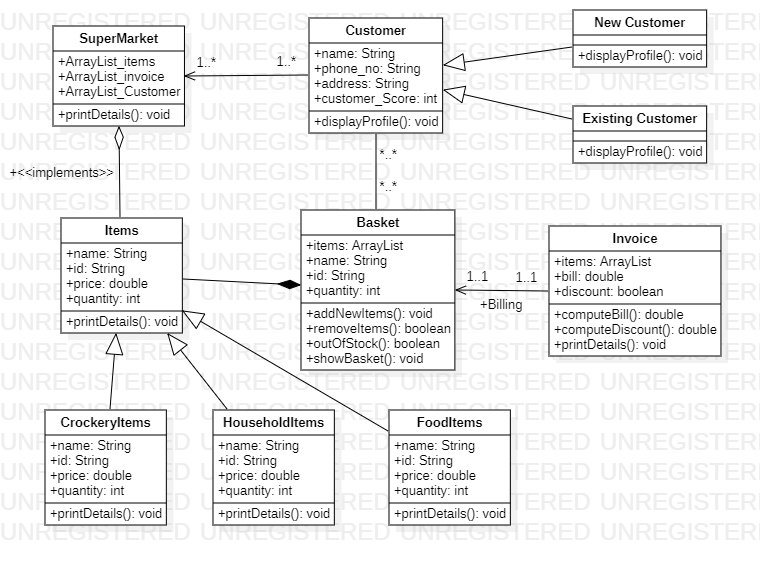 SuperMarket
+ArrayList_items
+ArrayList_invoice
+ArrayList_Customer
+printDetails(): void
1..*
1..*
Customer
+name: String
+phone_no: String
+address: String
+customer_Score: int
+displayProfile(): void
New Customer
+displayProfile(): void
Existing Customer
+displayProfile(): void
+<<implements>>
*..*
*..*
Items
+name: String
+id: String
+price: double
+quantity: int
+printDetails(): void
Basket
+items: ArrayList
+name: String
+id: String
+quantity: int
+addNewItems(): void
+removeItems(): boolean
+outOfStock(): boolean
+showBasket(): void
1..1
1..1
+Billing
Invoice
+items: ArrayList
+bill: double
+discount: boolean
+computeBill(): double
+computeDiscount(): double
+printDetails(): void
CrockeryItems
+name: String
+id: String
+price: double
+quantity: int
+printDetails(): void
HouseholdItems
+name: String
+id: String
+price: double
+quantity: int
+printDetails(): void
FoodItems
+name: String
+id: String
+price: double
+quantity: int
+printDetails(): void
UNREGISTERED